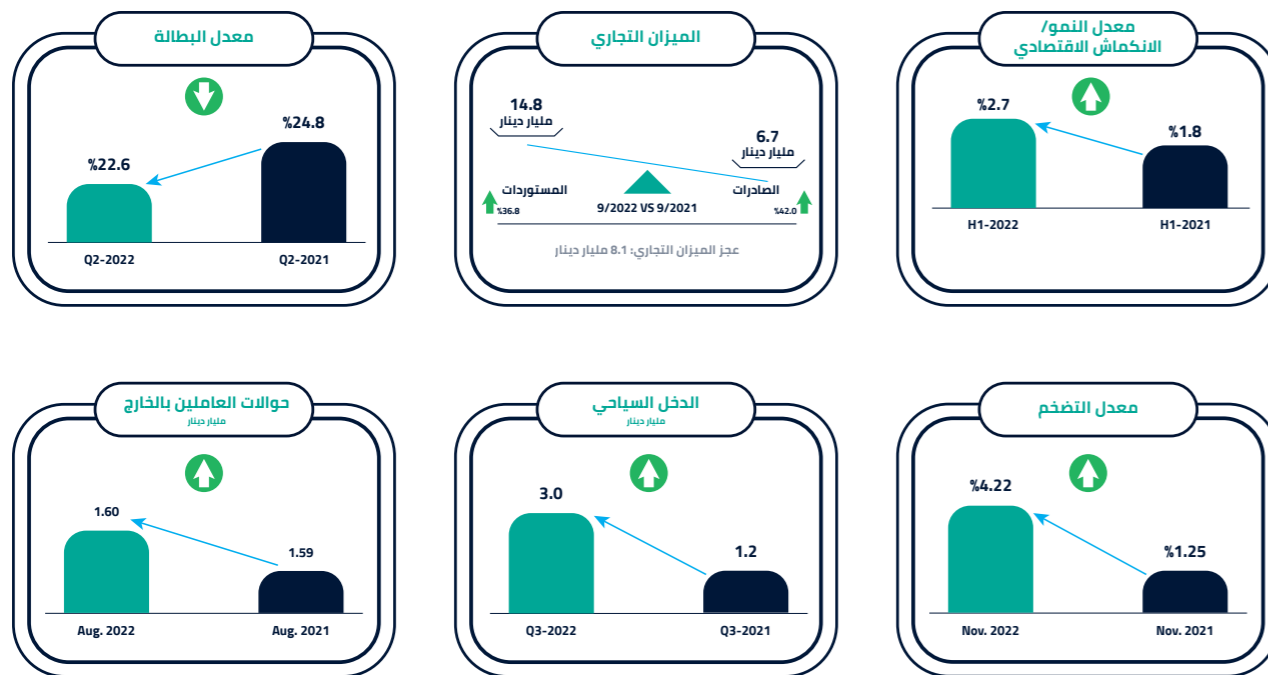 معدل النمو/
الانكماش الاقتصادي
%2.7
%1.8
H1-2022
H1-2021
الميزان التجاري
14.8
مليار دينار
6.7
مليار دينار
المستوردات
%36.8
الصادرات
%42.0
9/2022 VS 9/2021
عجز الميزان التجاري: 8.1 مليار دينار
معدل البطالة
%24.8
%22.6
Q2-2022
Q2-2021
معدل التضخم
%4.22
%1.25
Nov. 2022
Nov. 2021
الدخل السياحي
مليار دينار
3.0
1.2
Q3-2022
Q3-2021
حوالات العاملين بالخارج
مليار دينار
1.60
1.59
Aug. 2022
Aug. 2021